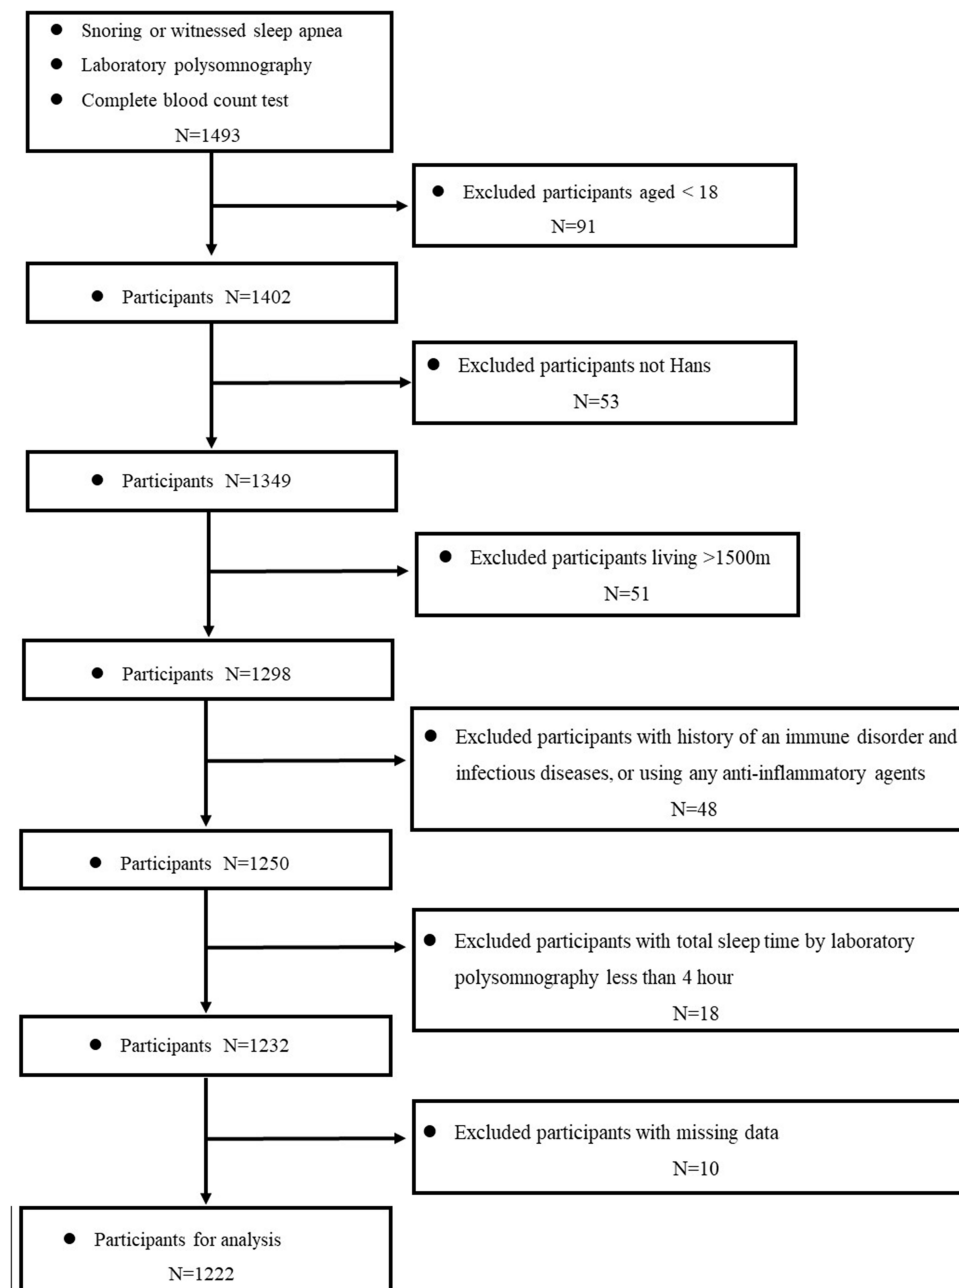 ● Snoring or witnessed sleep apnea
● Laboratory polysomnography
● Complete blood count test
N=1493
● Excluded participants aged < 18
N=91
● Participants N=1402
● Excluded participants not Hans
N=53
● Participants N=1349
● Excluded participants living >1500m
N=51
● Participants N=1298
● Excluded participants with history of an immune disorder and
infectious diseases, or using any anti-inflammatory agents
N=48
● Participants N=1250
● Excluded participants with total sleep time by laboratory
polysomnography less than 4 hour
N=18
● Participants N=1232
● Excluded participants with missing data
N=10
● Participants for analysis
N=1222